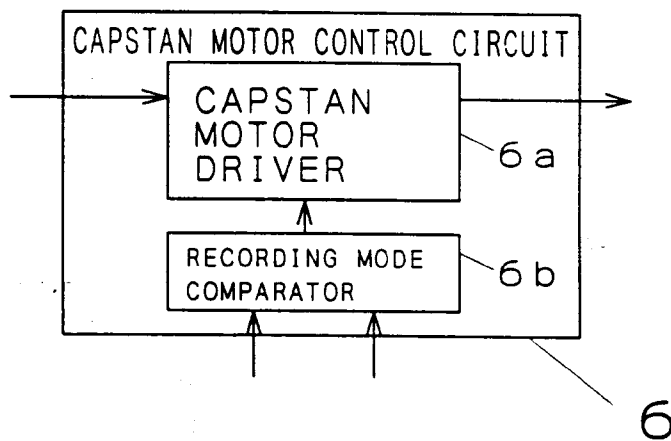 CAPSTAN MOTOR CONTROL CIRCUIT
CAPSTAN
MOTOR
DRIVER
6a
RECORDING MODE
COMPARATOR
6b
6